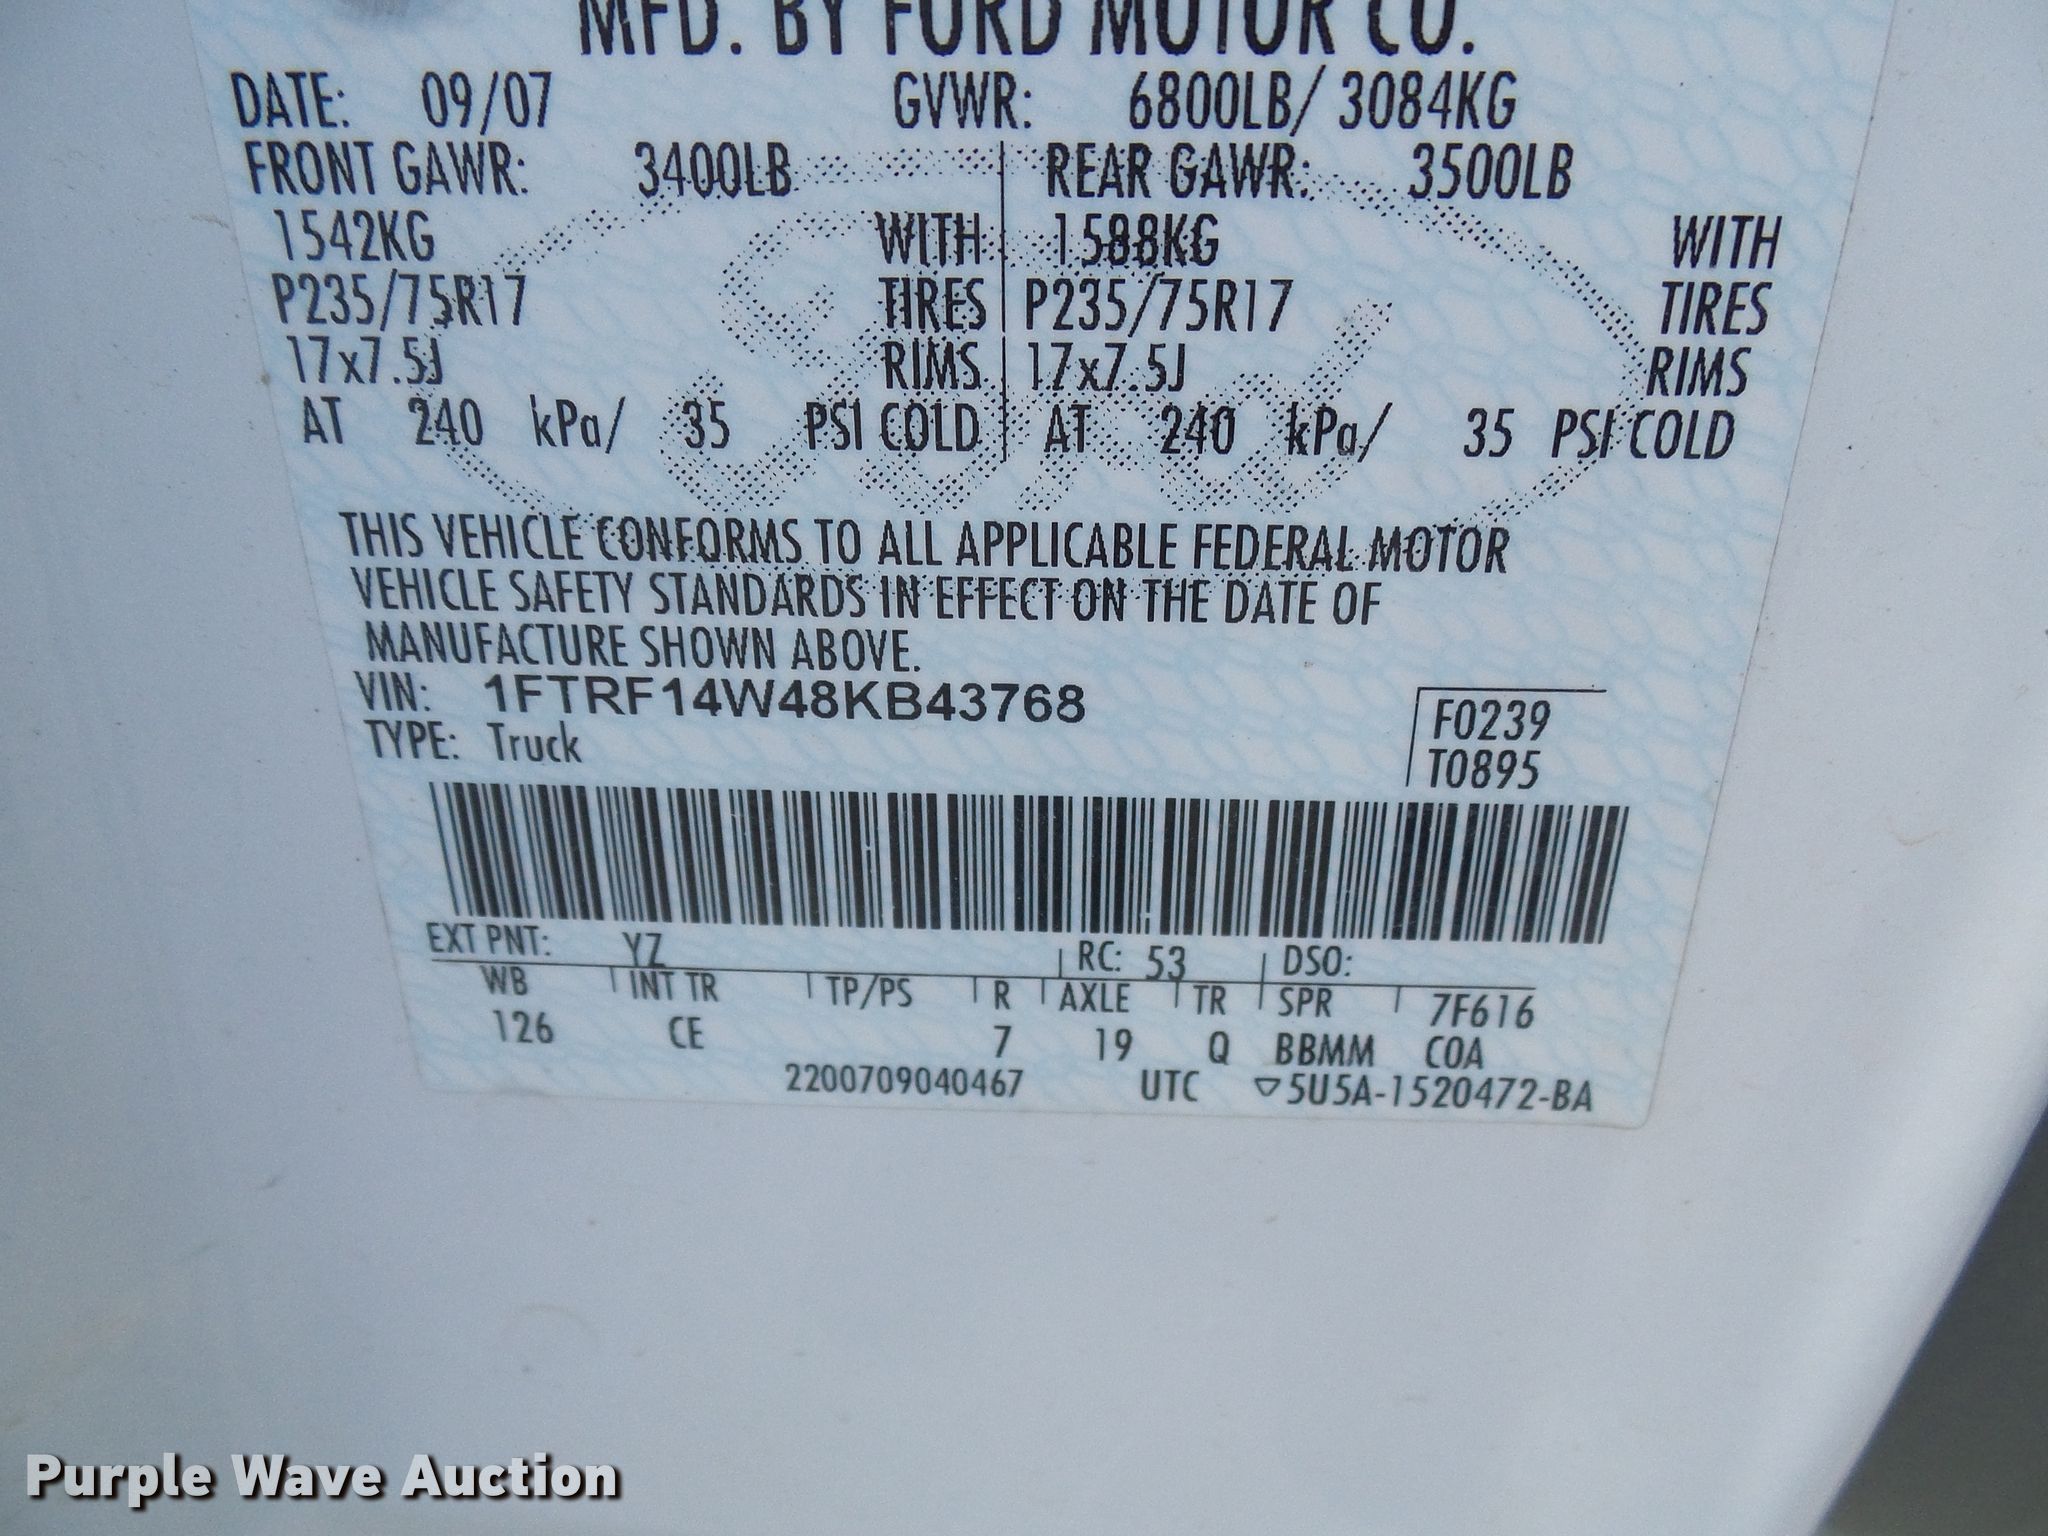 MFD. BY FORD MOTOR CO.
DATE: 09/07 GVWR: 6800LB/ 3084KG
FRONT GAWR: 3400LB REAR GAWR: 3500LB
1542KG WITH 1588KG WITH
P235/75R17 TIRES P235/75R17 TIRES
17x7.5J RIMS 17x7.5J RIMS
AT 240 kPa/ 35 PSI COLD AT 240 kPa/ 35 PSI COLD
THIS VEHICLE CONFORMS TO ALL APPLICABLE FEDERAL MOTOR
VEHICLE SAFETY STANDARDS IN EFFECT ON THE DATE OF
MANUFACTURE SHOWN ABOVE.
VIN: 1FTRF14W48KB43768
TYPE: Truck
F0239
T0895
EXT PNT: YZ RC: 53 DSO:
WB INT TR TP/PS R AXLE TR SPR 7F616
126 CE 7 19 Q BBMM COA
2200709040467 UTC ▽5U5A-1520472-BA
Purple Wave Auction